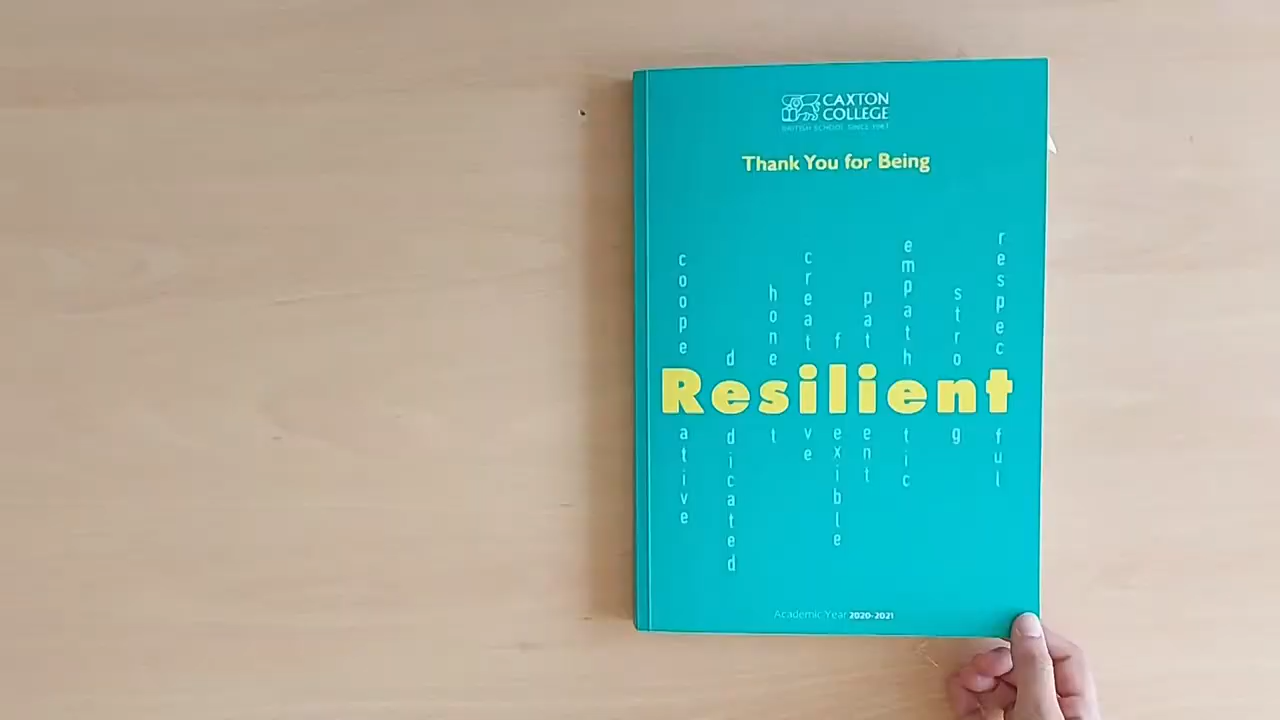 CAXTON
COLLEGE
BRITISH SCHOOL SINCE 1987
Thank You for Being
Resilient
cooperative
dedicated
honest
creative
flexible
patient
empathetic
strong
respectful
Academic Year 2020-2021